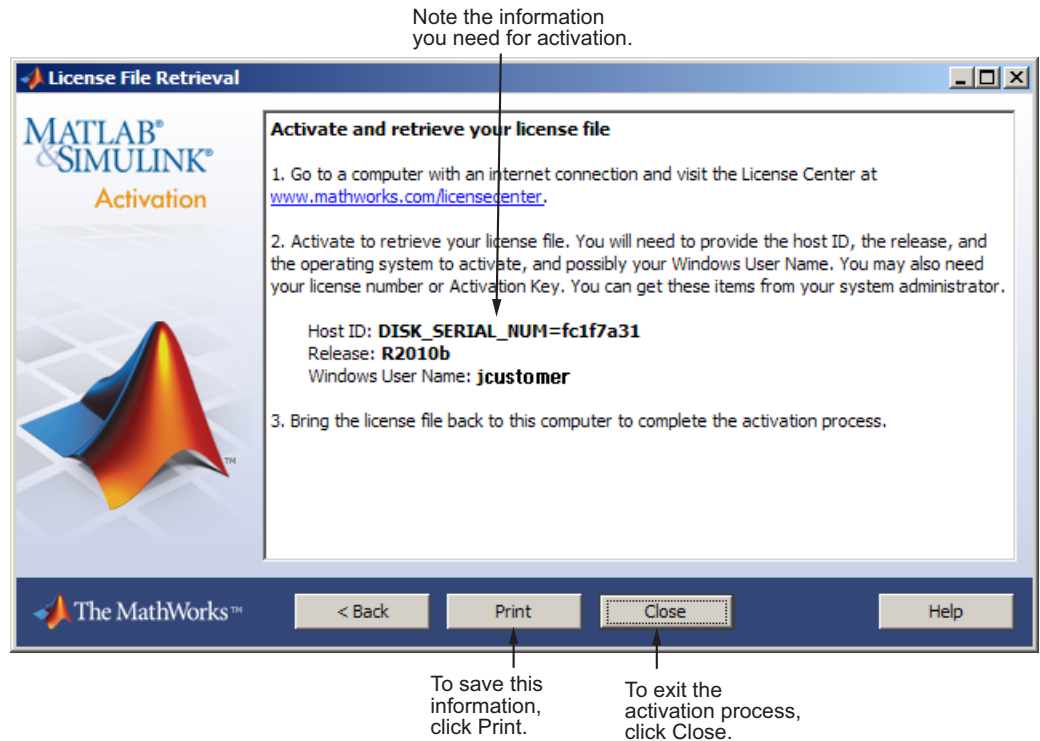 Note the information
you need for activation.
License File Retrieval
MATLAB®
&SIMULINK®
Activation
Activate and retrieve your license file
1. Go to a computer with an internet connection and visit the License Center at
www.mathworks.com/licensecenter.
2. Activate to retrieve your license file. You will need to provide the host ID, the release, and
the operating system to activate, and possibly your Windows User Name. You may also need
your license number or Activation Key. You can get these items from your system administrator.
Host ID: DISK_SERIAL_NUM=fc1f7a31
Release: R2010b
Windows User Name: jcustomer
3. Bring the license file back to this computer to complete the activation process.
TM
The MathWorks™
< Back
Print
Close
Help
To save this
information,
click Print.
To exit the
activation process,
click Close.